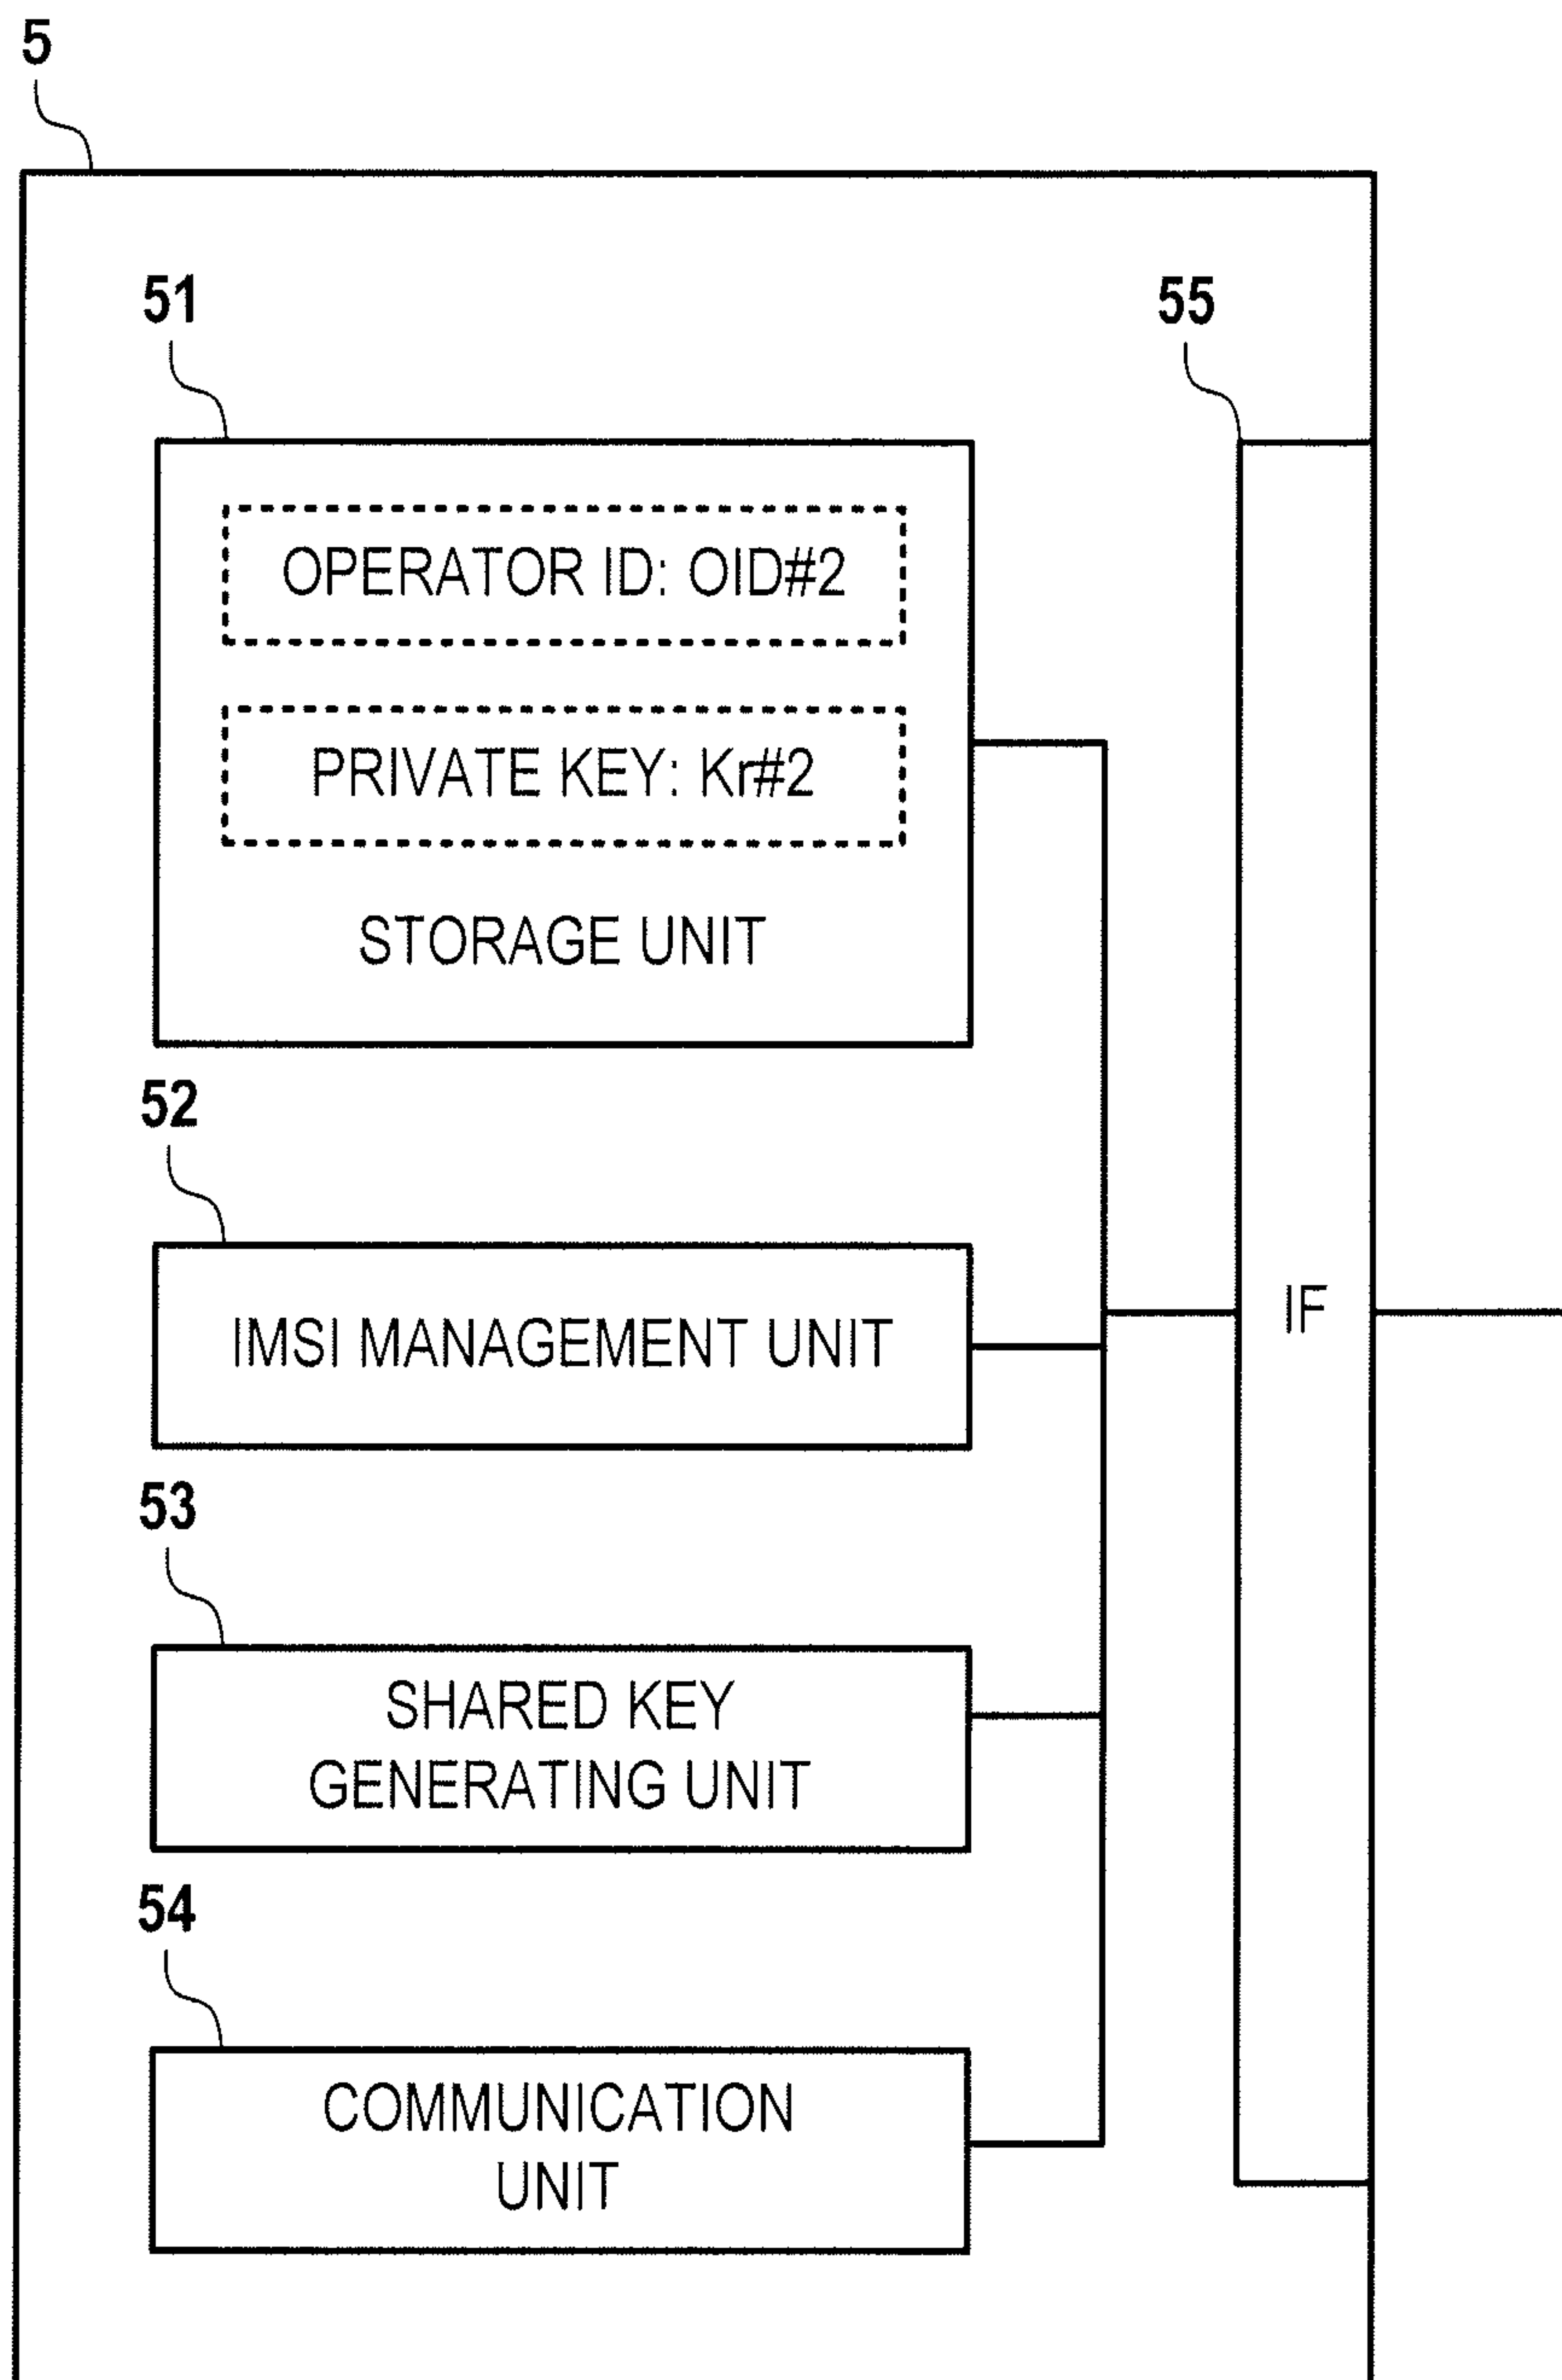 5
51
55
OPERATOR ID: OID#2
PRIVATE KEY: Kr#2
STORAGE UNIT
52
IMSI MANAGEMENT UNIT
IF
53
SHARED KEY
GENERATING UNIT
54
COMMUNICATION
UNIT